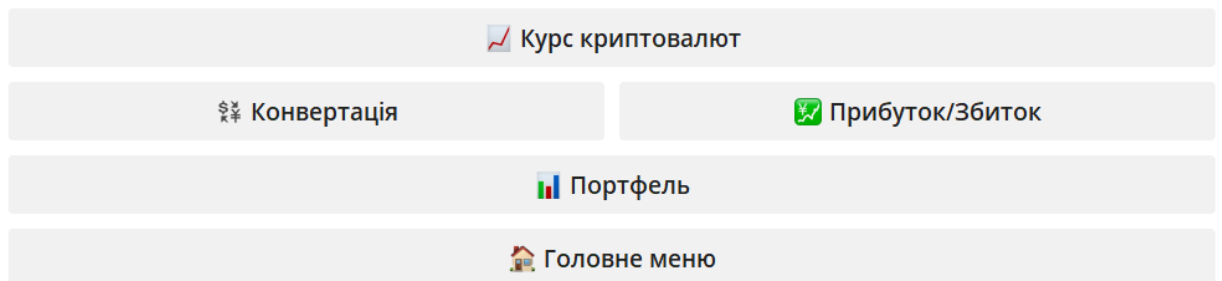 📈 Курс криптовалют
💱 Конвертація
💹 Прибуток/Збиток
📊 Портфель
🏠 Головне меню